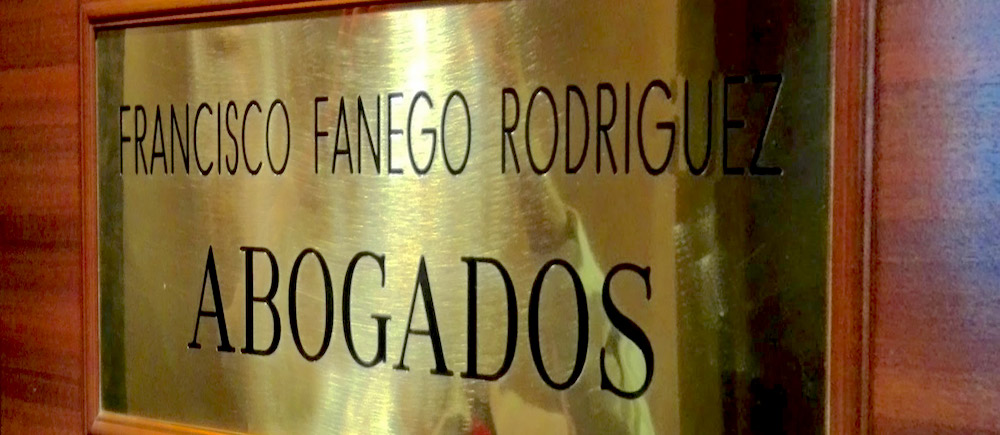 FRANCISCO FANEGO RODRIGUEZ
ABOGADOS